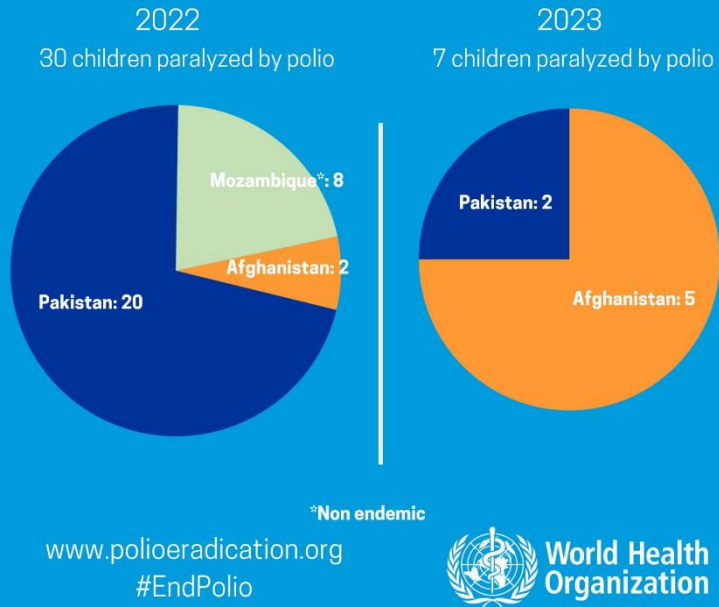 2022
30 children paralyzed by polio
Mozambique*: 8
Afghanistan: 2
Pakistan: 20
2023
7 children paralyzed by polio
Pakistan: 2
Afghanistan: 5
*Non endemic
www.polioeradication.org
#EndPolio
World Health
Organization